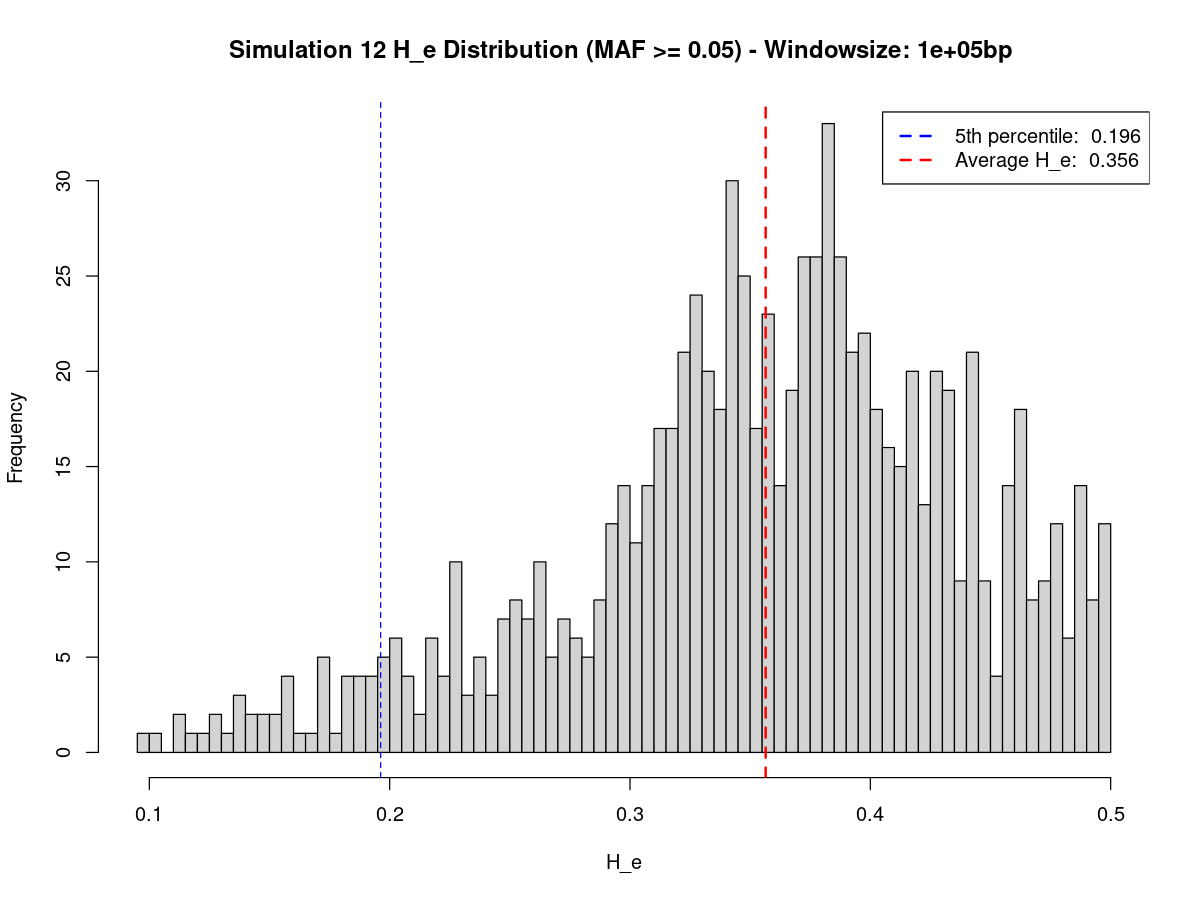 Simulation 12 H_e Distribution (MAF >= 0.05) - Windowsize: 1e+05bp
5th percentile: 0.196
Average H_e: 0.356
Frequency
30
25
20
15
10
5
0
0.1 0.2 0.3 0.4 0.5
H_e